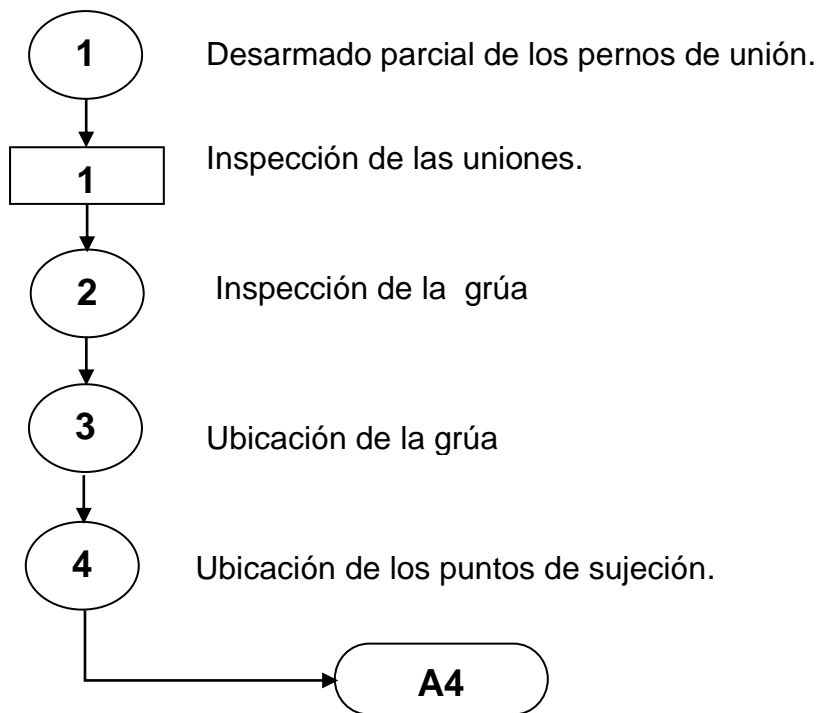 1
Desarmado parcial de los pernos de unión.
1
Inspección de las uniones.
2
Inspección de la grúa
3
Ubicación de la grúa
4
Ubicación de los puntos de sujeción.
A4